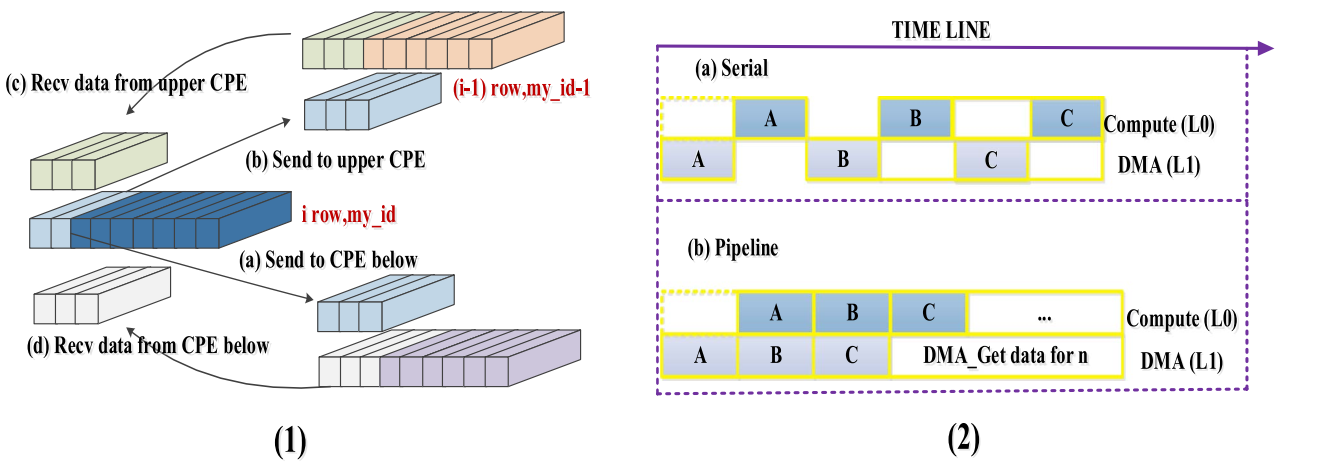 (c) Recv data from upper CPE
(i-1) row,my_id-1
(b) Send to upper CPE
i row,my_id
(a) Send to CPE below
(d) Recv data from CPE below
(1)
TIME LINE
(a) Serial
A B C Compute (L0)
A B C DMA (L1)
(b) Pipeline
A B C ... Compute (L0)
A B C DMA_Get data for n DMA (L1)
(2)